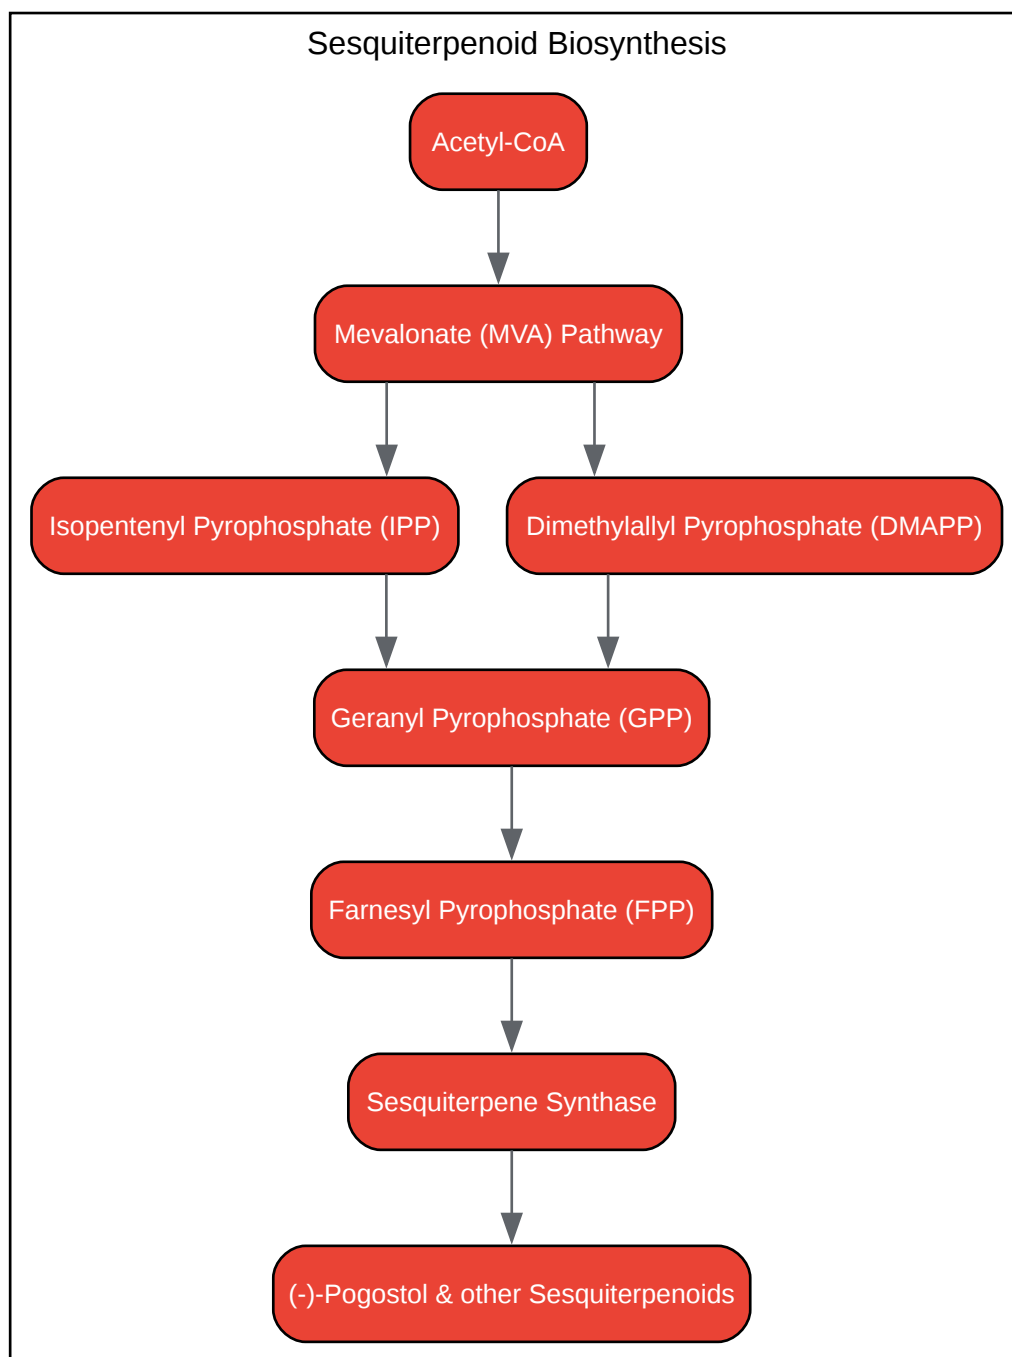 Sesquiterpenoid Biosynthesis
Acetyl-CoA
Mevalonate (MVA) Pathway
Isopentenyl Pyrophosphate (IPP)
Dimethylallyl Pyrophosphate (DMAPP)
Geranyl Pyrophosphate (GPP)
Farnesyl Pyrophosphate (FPP)
Sesquiterpene Synthase
(-)-Pogostol & other Sesquiterpenoids